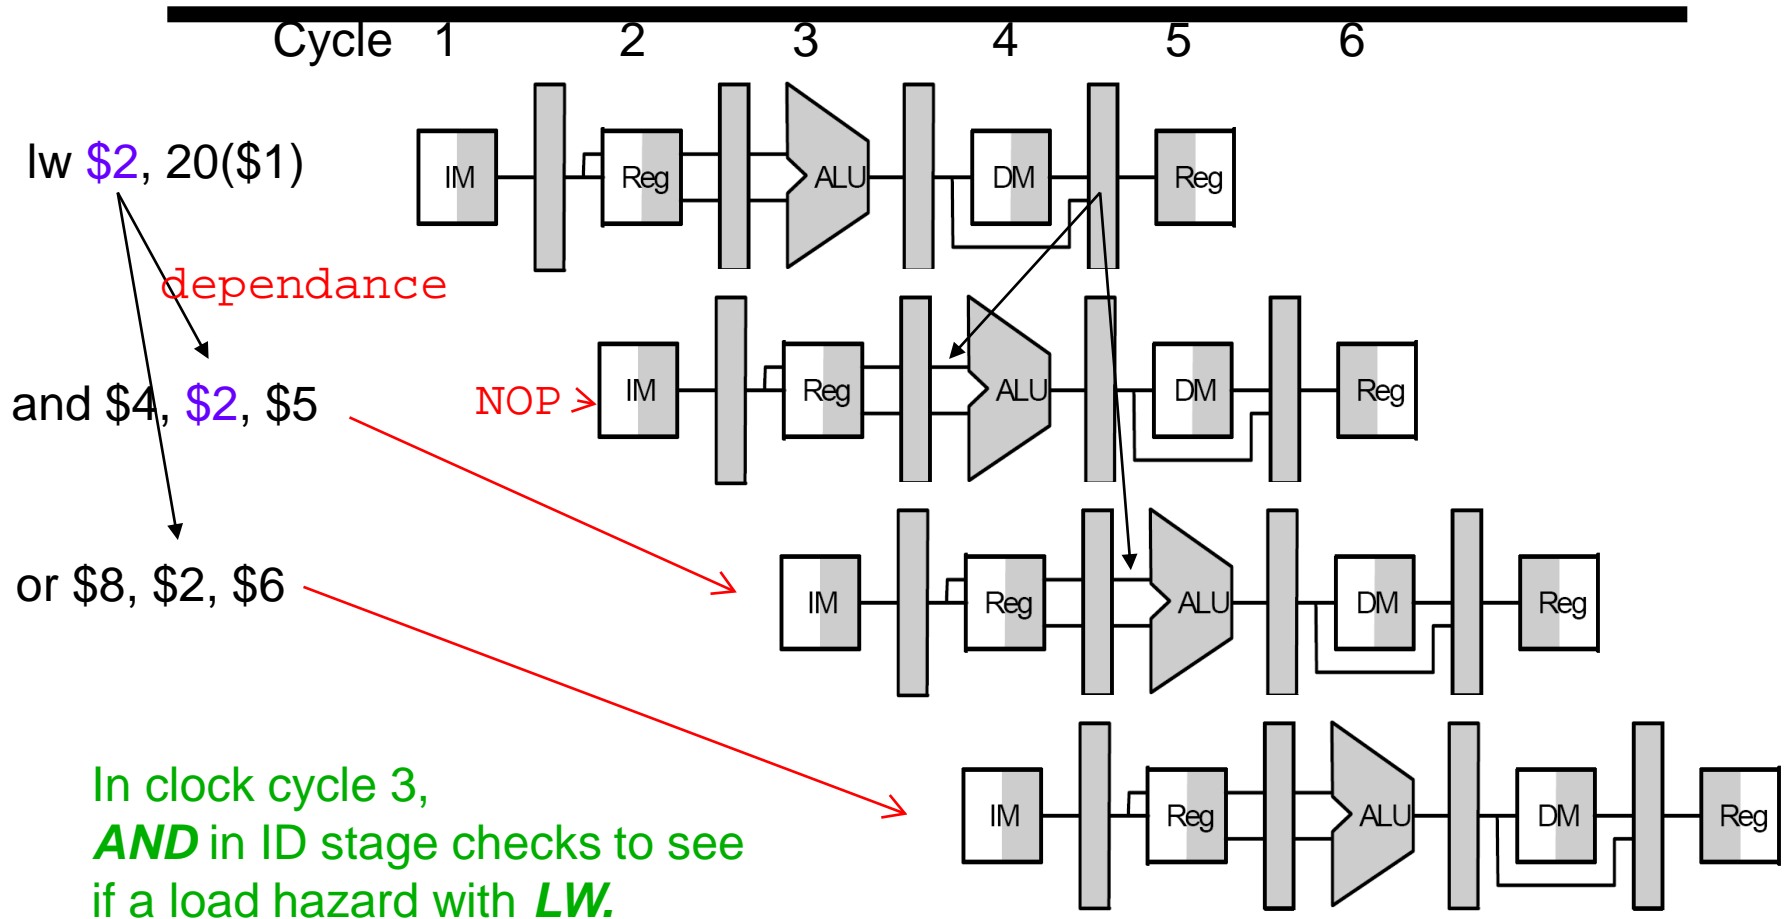 Cycle 1 2 3 4 5 6
lw $2, 20($1) IM Reg ALU DM Reg
dependance
and $4, $2, $5 NOP IM Reg ALU DM Reg
or $8, $2, $6 IM Reg ALU DM Reg
IM Reg ALU DM Reg
In clock cycle 3,
AND in ID stage checks to see
if a load hazard with LW.